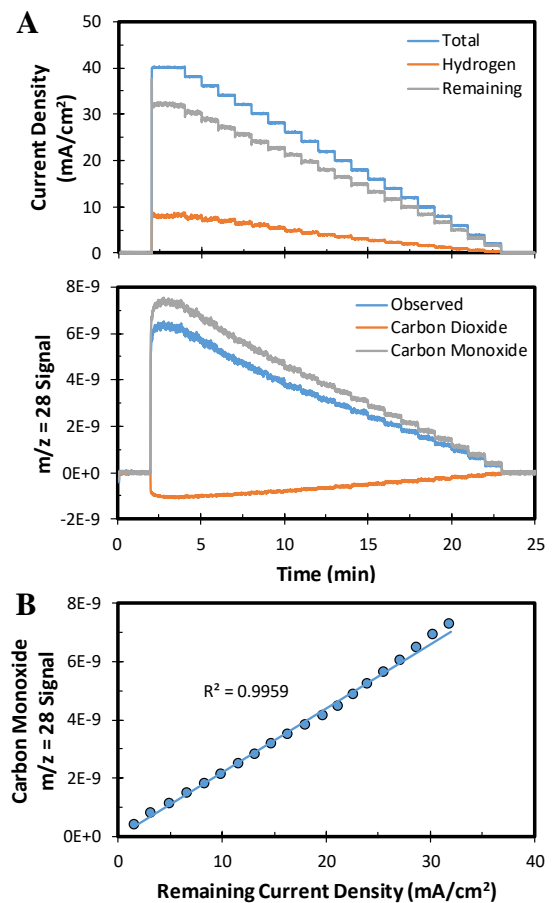 A
Current Density
(mA/cm²)
50
40
30
20
10
0
Total
Hydrogen
Remaining
m/z = 28 Signal
8E-9
6E-9
4E-9
2E-9
0E+0
-2E-9
Observed
Carbon Dioxide
Carbon Monoxide
0 5 10 15 20 25
Time (min)
B
Carbon Monoxide
m/z = 28 Signal
8E-9
6E-9
4E-9
2E-9
0E+0
R² = 0.9959
0 10 20 30 40
Remaining Current Density (mA/cm²)